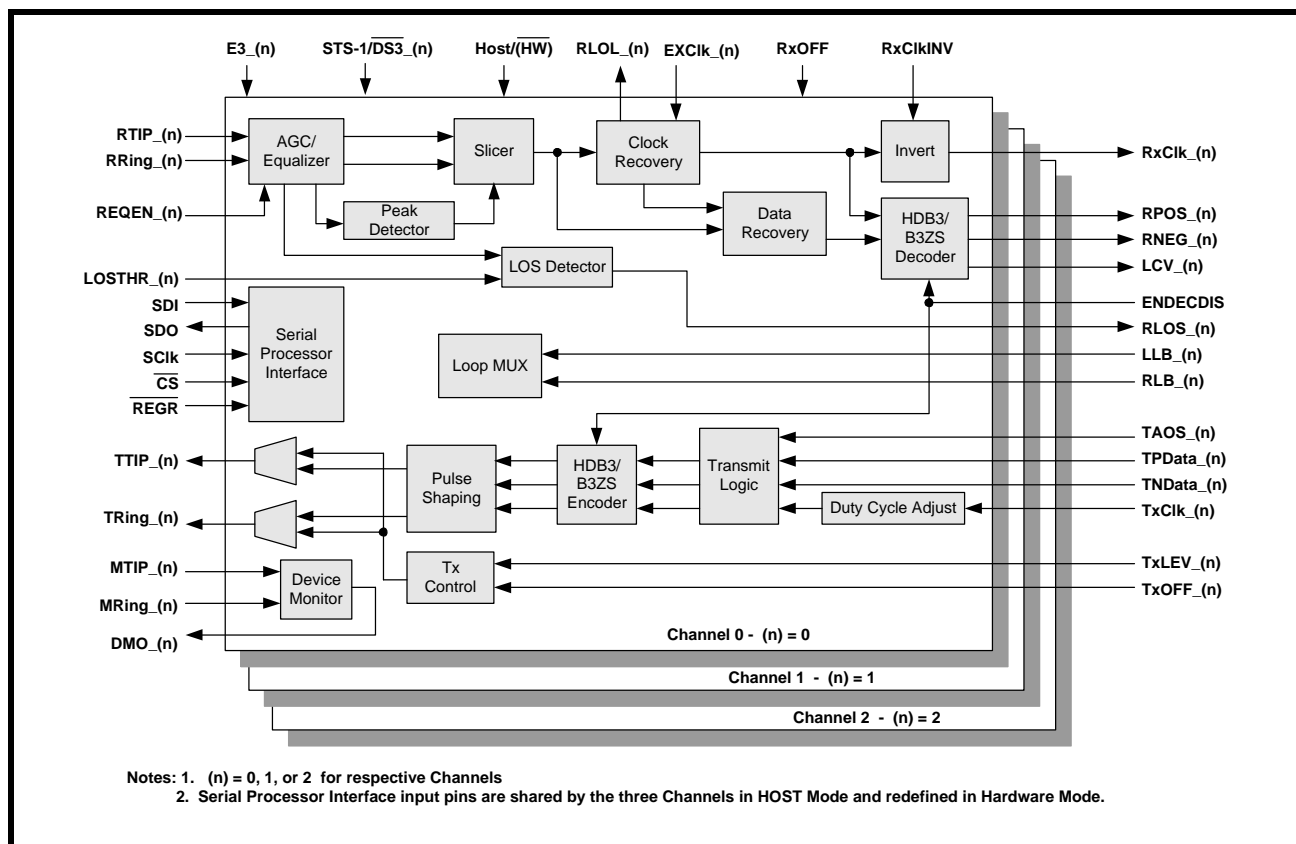 E3_(n)
STS-1/DS3_(n)
Host/(HW)
RLOL_(n)
EXClk_(n)
RxOFF
RxClkINV
RTIP_(n)
RRing_(n)
REQEN_(n)
LOSTHR_(n)
SDI
SDO
SClk
CS
REGR
TTIP_(n)
TRing_(n)
MTIP_(n)
MRing_(n)
DMO_(n)
AGC/
Equalizer
Peak
Detector
Slicer
LOS Detector
Clock
Recovery
Data
Recovery
Invert
HDB3/
B3ZS
Decoder
Serial
Processor
Interface
Loop MUX
Pulse
Shaping
HDB3/
B3ZS
Encoder
Transmit
Logic
Duty Cycle Adjust
Tx
Control
Device
Monitor
RxClk_(n)
RPOS_(n)
RNEG_(n)
LCV_(n)
ENDECDIS
RLOS_(n)
LLB_(n)
RLB_(n)
TAOS_(n)
TPData_(n)
TNData_(n)
TxClk_(n)
TxLEV_(n)
TxOFF_(n)
Channel 0 - (n) = 0
Channel 1 - (n) = 1
Channel 2 - (n) = 2
Notes: 1. (n) = 0, 1, or 2 for respective Channels
2. Serial Processor Interface input pins are shared by the three Channels in HOST Mode and redefined in Hardware Mode.